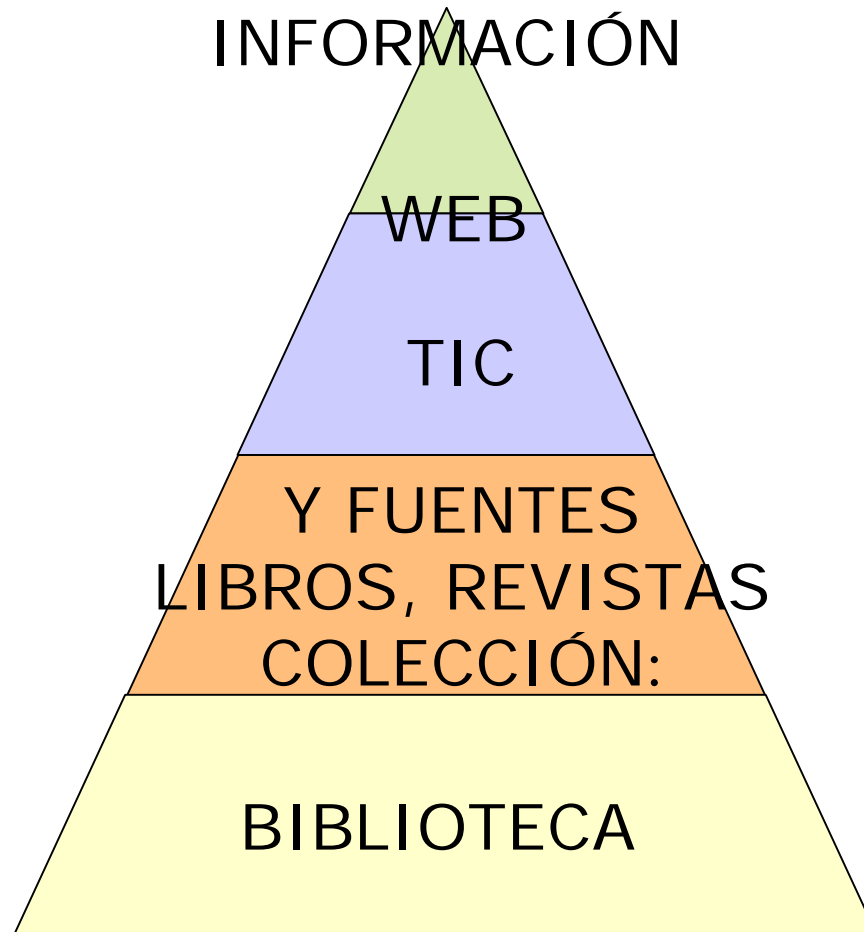 INFORMACIÓN
WEB
TIC
Y FUENTES
LIBROS, REVISTAS
COLECCIÓN:
BIBLIOTECA